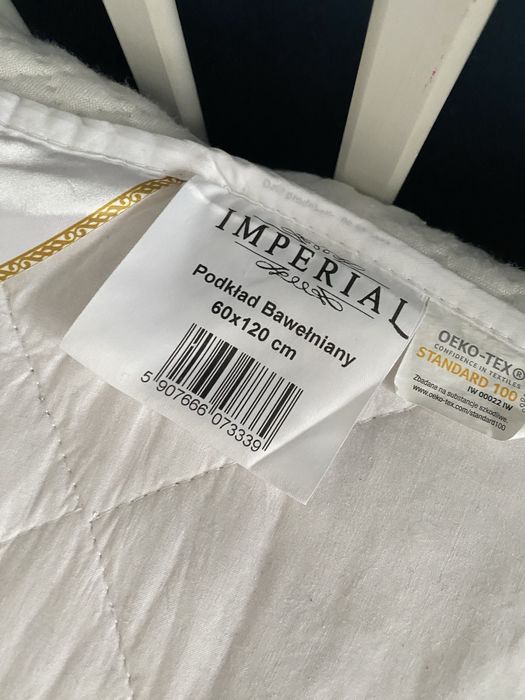 IMPERIAL
Podkład Bawełniany
60x120 cm
5 907666 073339
OEKO-TEX®
CONFIDENCE IN TEXTILES
STANDARD 100
IW 00022 IW
Zbadane na substancje szkodliwe.
www.oeko-tex.com/standard100